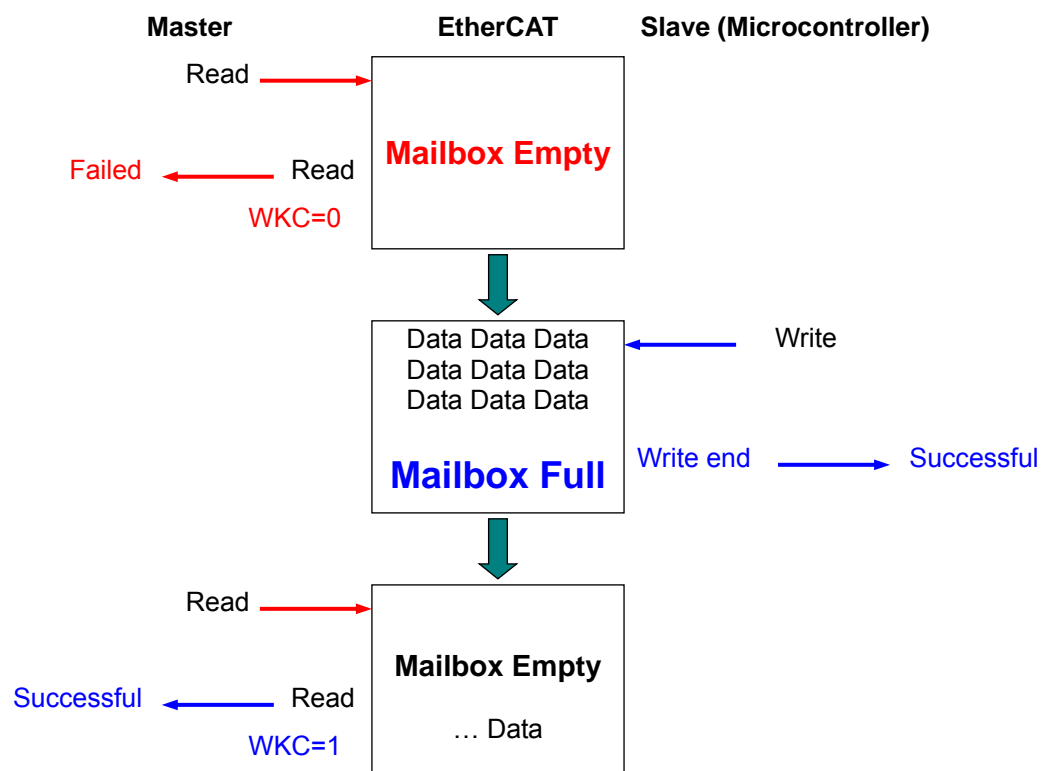 Master EtherCAT Slave (Microcontroller)
Read
Mailbox Empty
Failed Read
WKC=0
Data Data Data Write
Data Data Data
Data Data Data
Mailbox Full Write end Successful
Read
Mailbox Empty
Successful Read
… Data
WKC=1